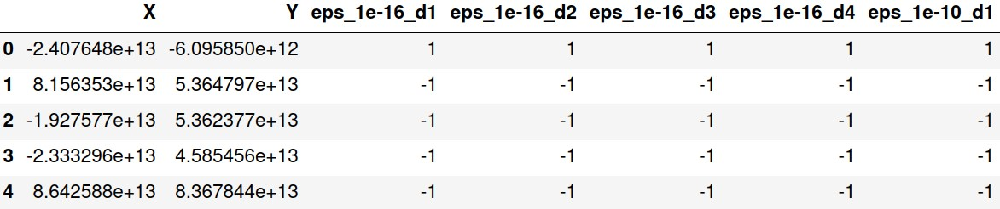 X Y eps_1e-16_d1 eps_1e-16_d2 eps_1e-16_d3 eps_1e-16_d4 eps_1e-10_d1
0 -2.407648e+13 -6.095850e+12 1 1 1 1 1
1 8.156353e+13 5.364797e+13 -1 -1 -1 -1 -1
2 -1.927577e+13 5.362377e+13 -1 -1 -1 -1 -1
3 -2.333296e+13 4.585456e+13 -1 -1 -1 -1 -1
4 8.642588e+13 8.367844e+13 -1 -1 -1 -1 -1